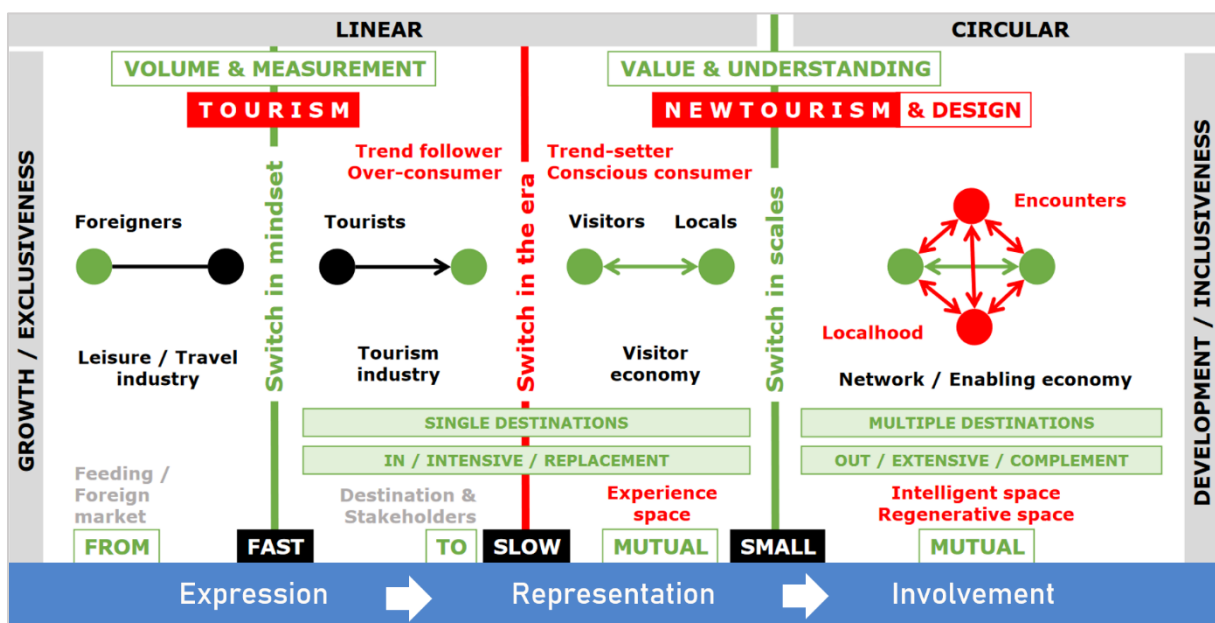 LINEAR
CIRCULAR
VOLUME & MEASUREMENT
VALUE & UNDERSTANDING
TOURISM
NEWTOURISM & DESIGN
GROWTH / EXCLUSIVENESS
DEVELOPMENT / INCLUSIVENESS
Switch in mindset
Switch in the era
Switch in scales
Trend follower
Over-consumer
Trend-setter
Conscious consumer
Foreigners
Tourists
Visitors
Locals
Encounters
Localhood
Leisure / Travel
industry
Tourism
industry
Visitor
economy
Network / Enabling economy
SINGLE DESTINATIONS
MULTIPLE DESTINATIONS
IN / INTENSIVE / REPLACEMENT
OUT / EXTENSIVE / COMPLEMENT
Feeding /
Foreign
market
Destination &
Stakeholders
Experience
space
Intelligent space
Regenerative space
FROM
FAST
TO
SLOW
MUTUAL
SMALL
MUTUAL
Expression
Representation
Involvement